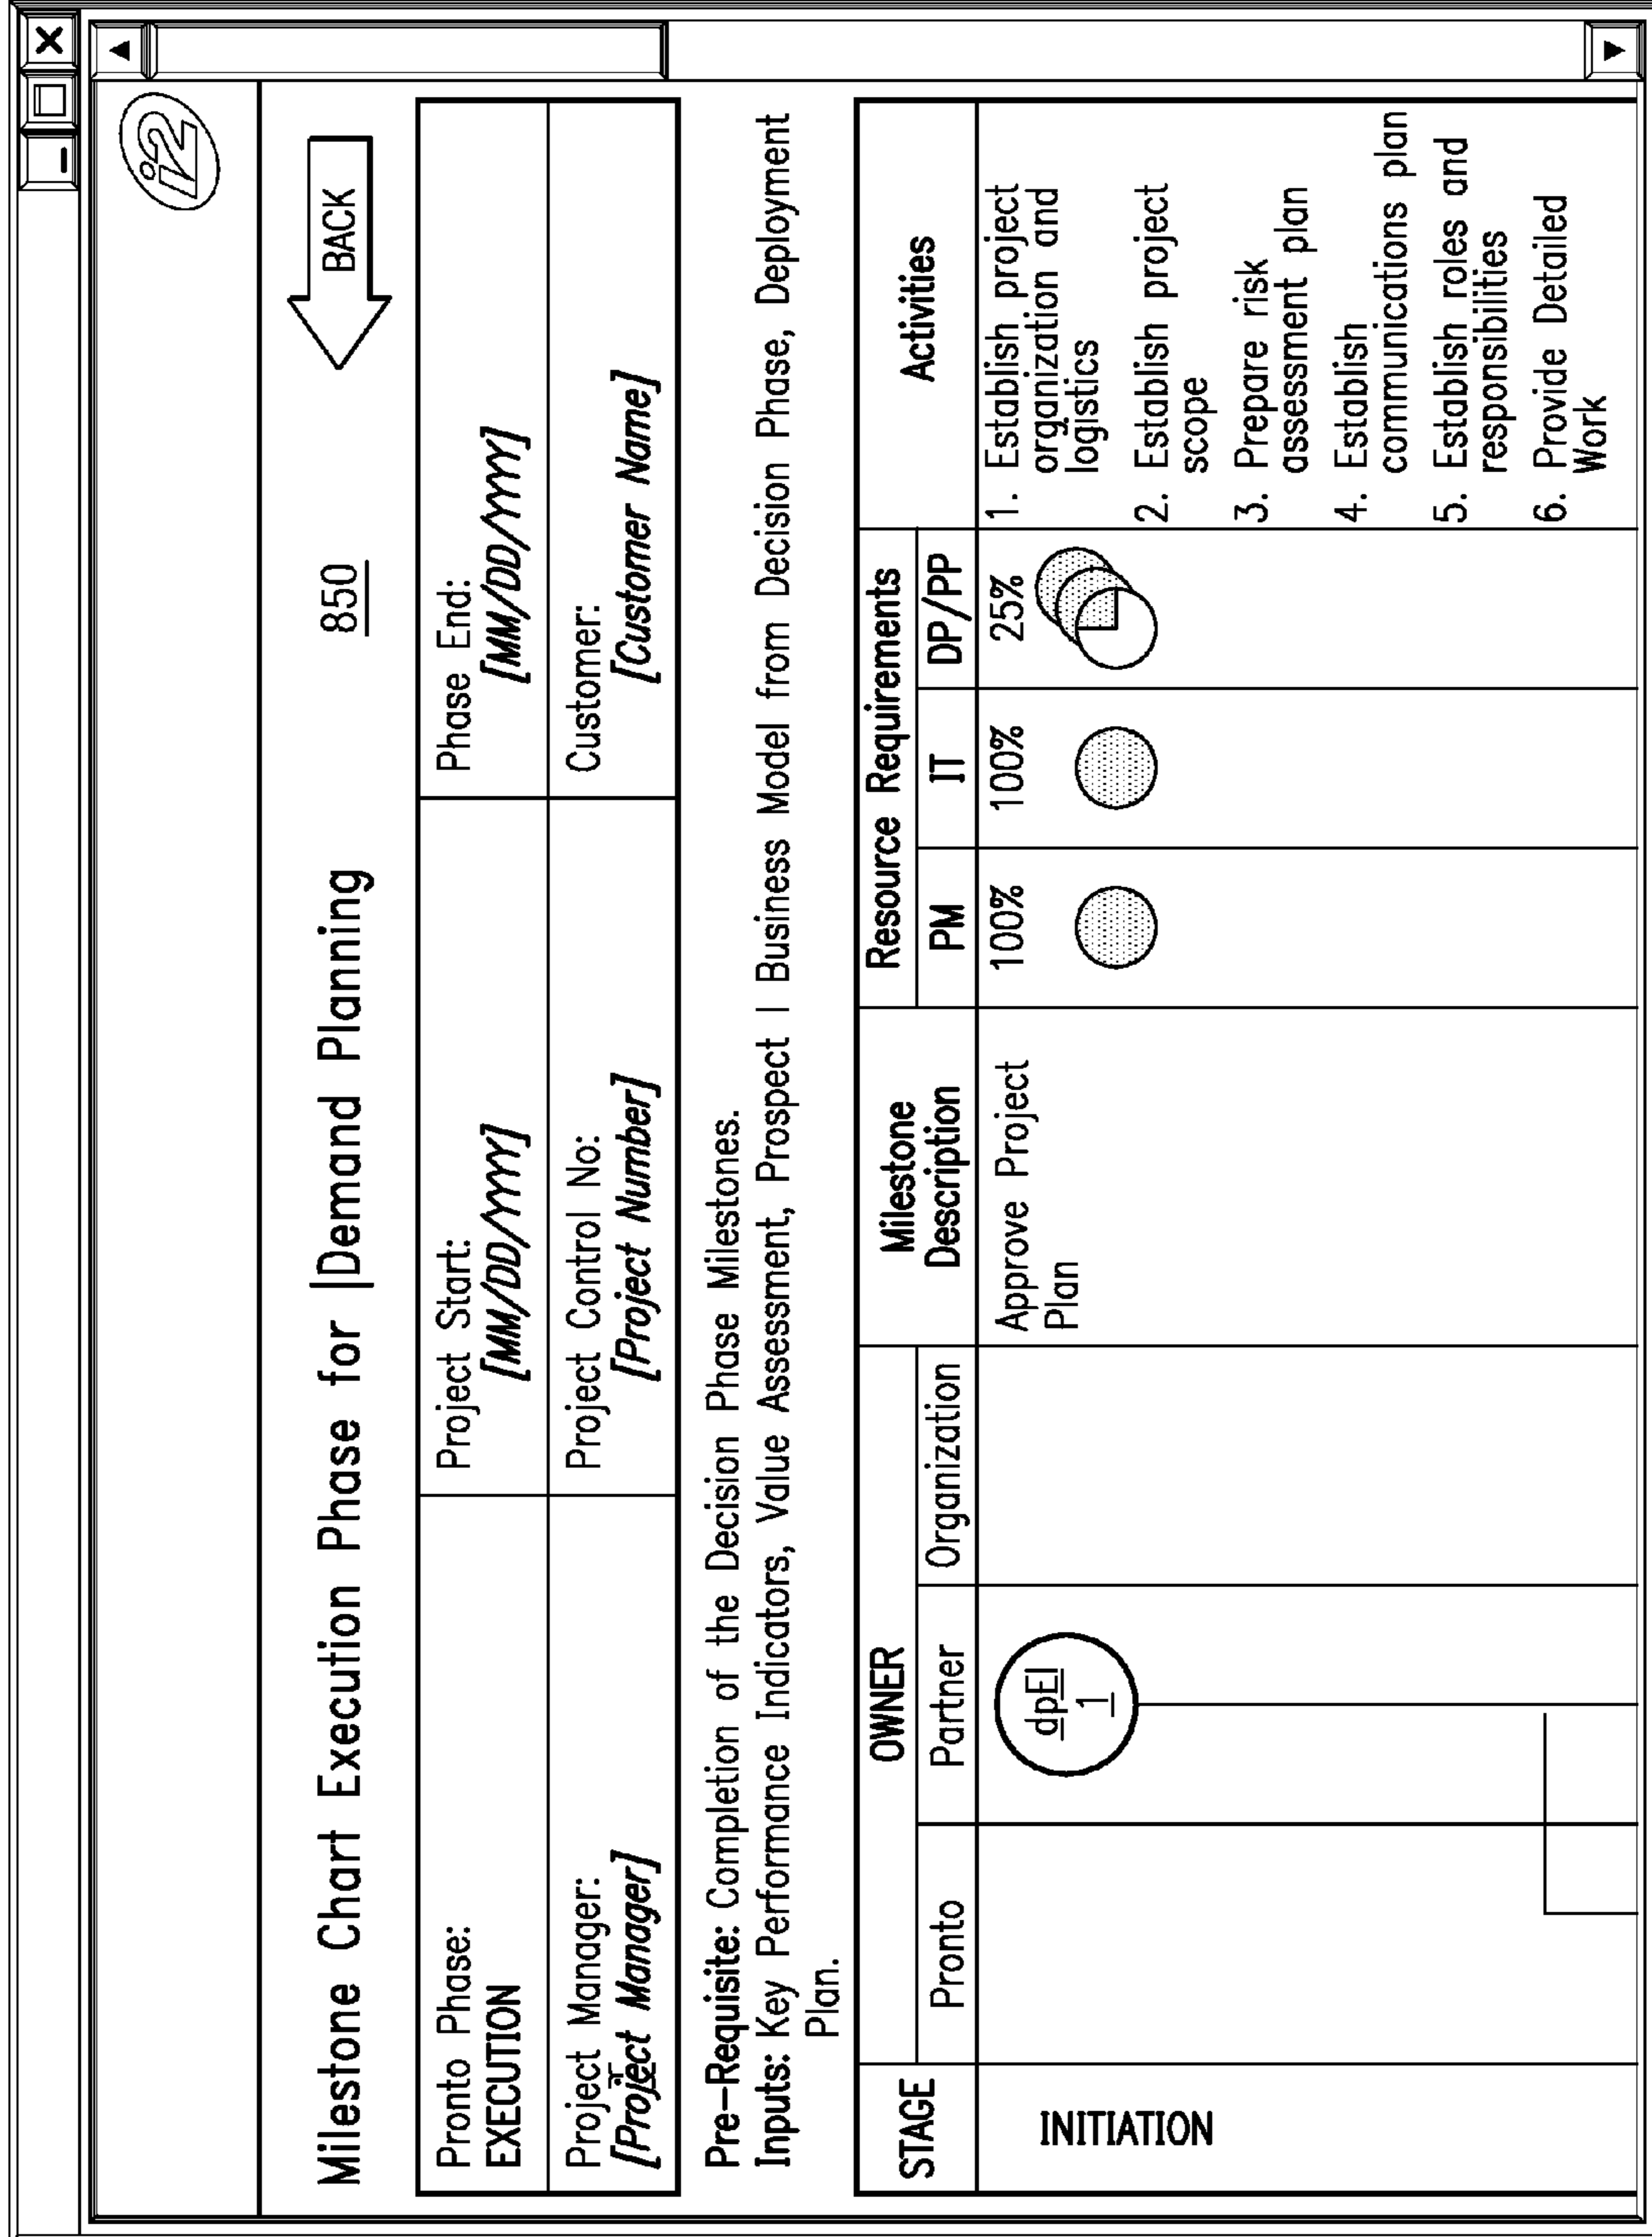 i2
Milestone Chart Execution Phase for |Demand Planning
850
BACK
Pronto Phase:
EXECUTION
Project Start:
[MM/DD/YYYY]
Phase End:
[MM/DD/YYYY]
Project Manager:
[Project Manager]
Project Control No:
[Project Number]
Customer:
[Customer Name]
Pre-Requisite: Completion of the Decision Phase Milestones.
Inputs: Key Performance Indicators, Value Assessment, Prospect I Business Model from Decision Phase, Deployment
Plan.
STAGE
OWNER
Pronto
Partner
Organization
Milestone
Description
Resource Requirements
PM
IT
DP/PP
Activities
INITIATION
dpEI
1
Approve Project
Plan
100%
100%
25%
1. Establish project
organization and
logistics
2. Establish project
scope
3. Prepare risk
assessment plan
4. Establish
communications plan
5. Establish roles and
responsibilities
6. Provide Detailed
Work